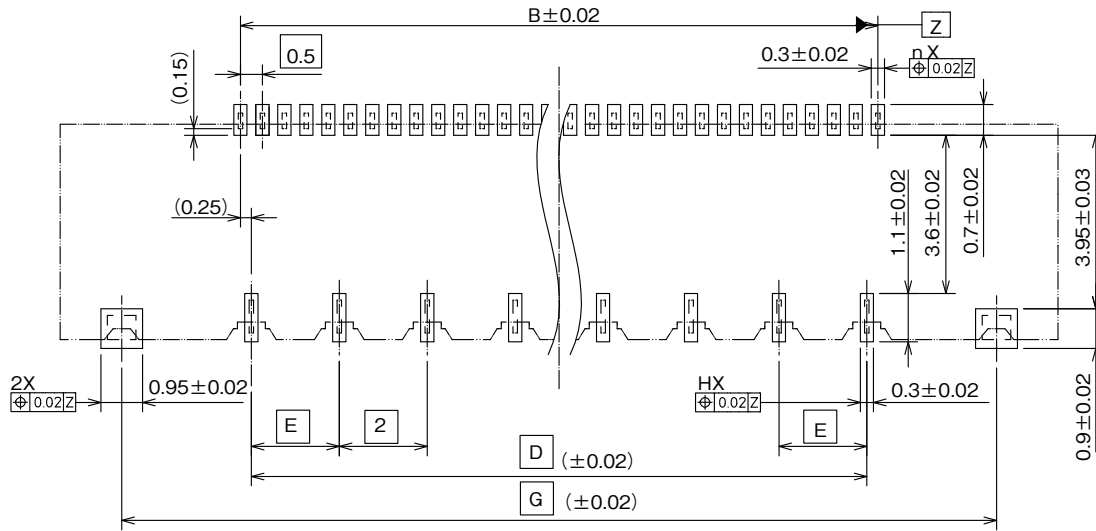 B±0.02
Z
0.5
0.3±0.02
n X
⌖ 0.02 Z
(0.15)
(0.25)
1.1±0.02
3.6±0.02
0.7±0.02
3.95±0.03
2X
⌖ 0.02 Z
0.95±0.02
HX
⌖ 0.02 Z
0.3±0.02
0.9±0.02
E
2
E
D (±0.02)
G (±0.02)